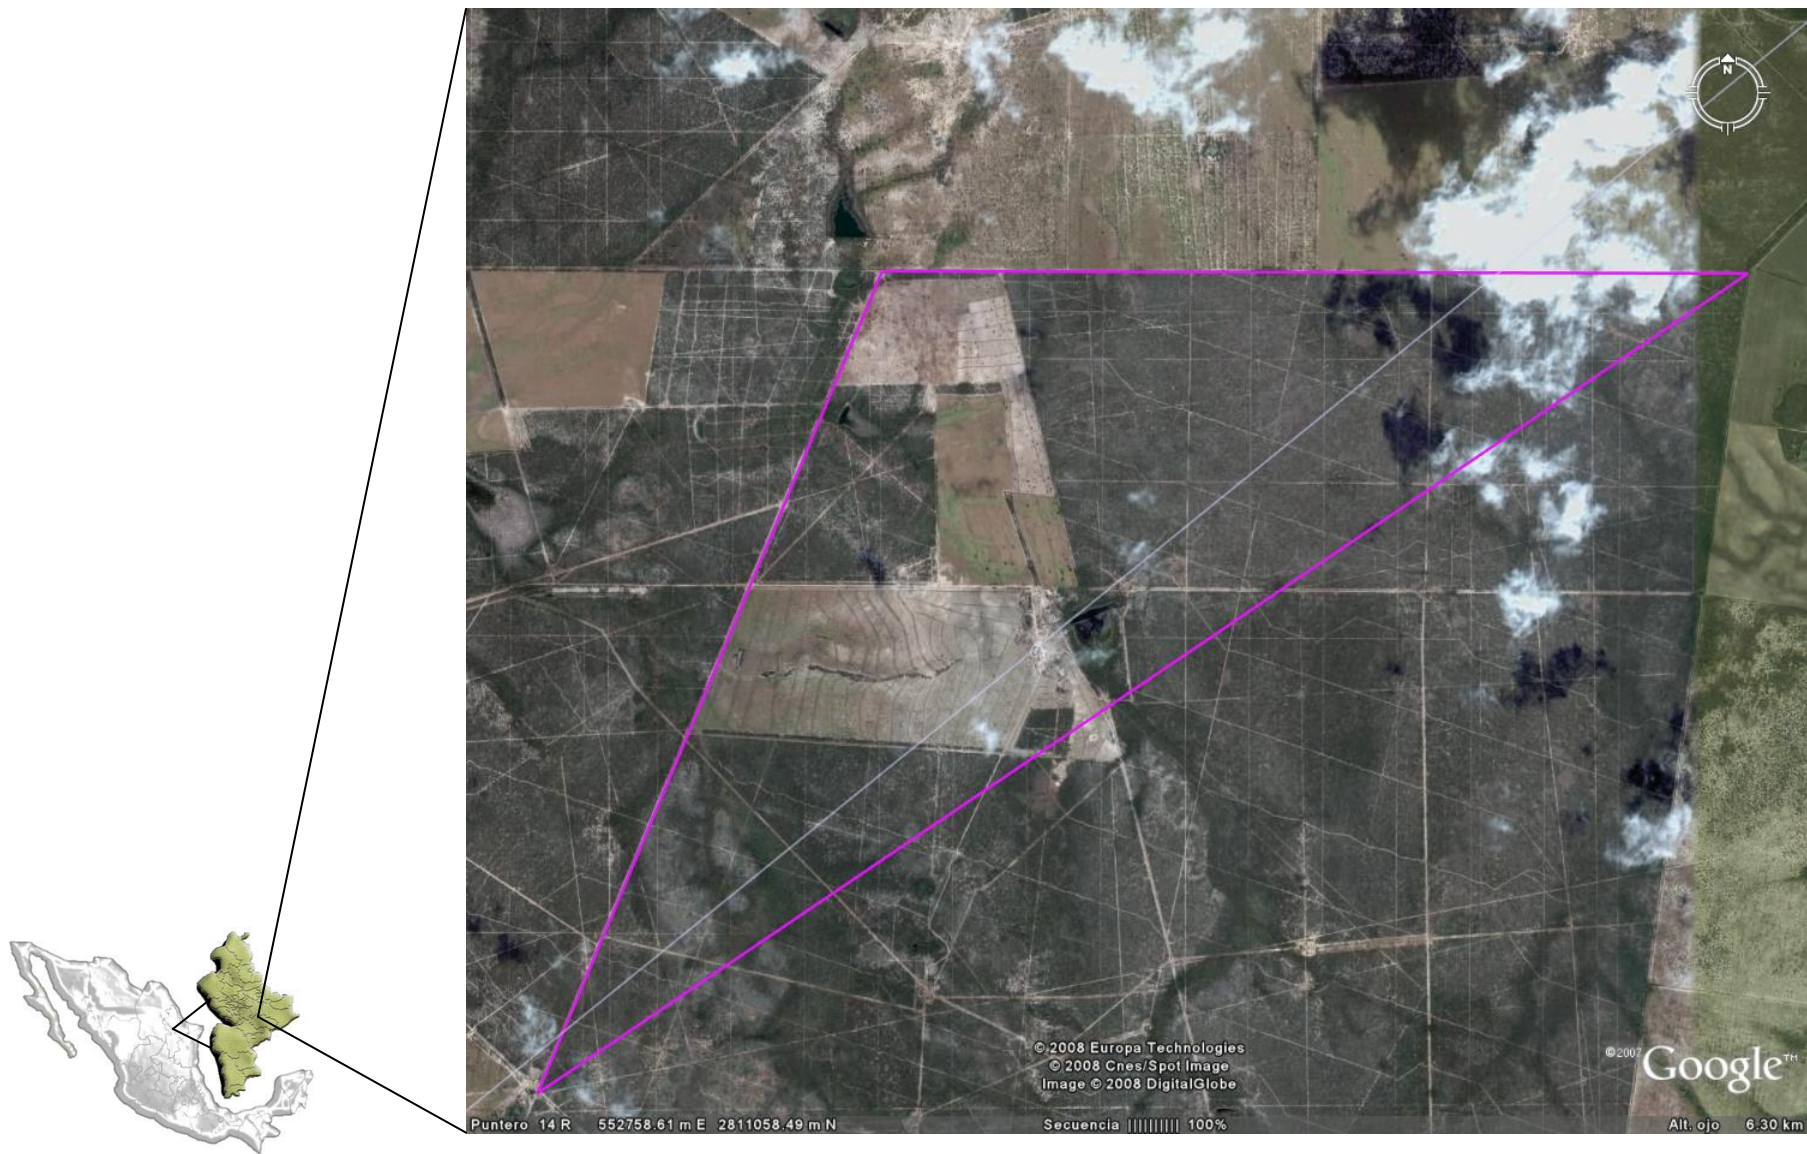 N
© 2008 Europa Technologies
© 2008 Cnes/Spot Image
Image © 2008 DigitalGlobe
© 2007 Google™
Puntero 14 R 552758.61 m E 2811058.49 m N Secuencia |||||||||| 100% Alt. ojo 6.30 km